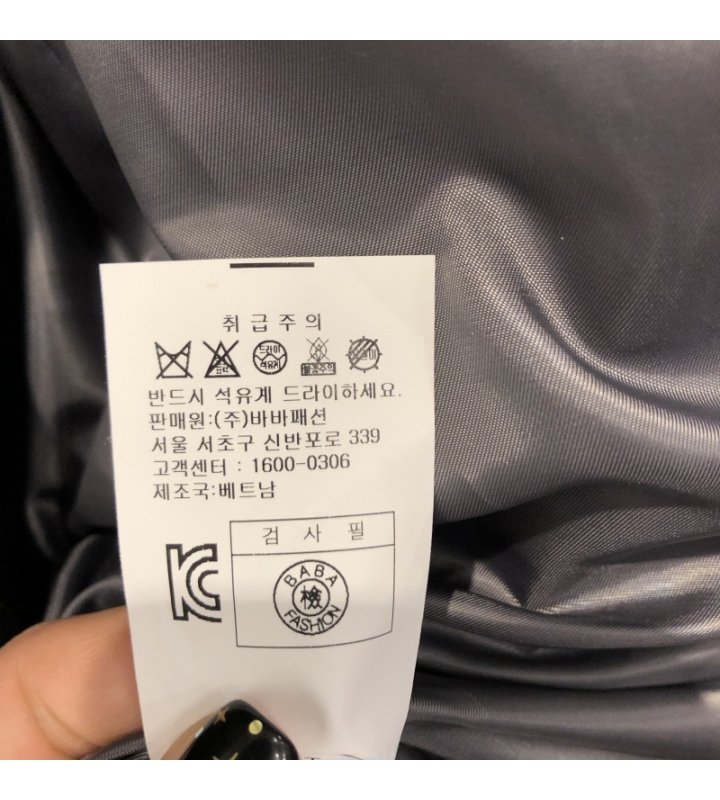 취급주의
드라이
석유계
반드시 석유계 드라이하세요.
판매원:(주)바바패션
서울 서초구 신반포로 339
고객센터 : 1600-0306
제조국:베트남
검사필
KC
BABA
檢
FASHION